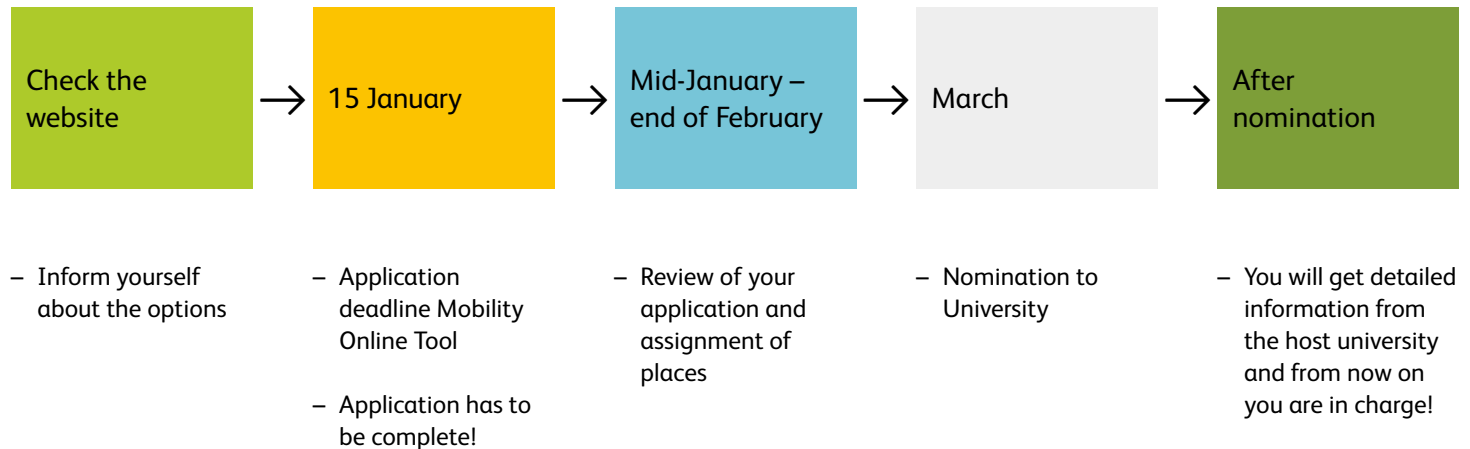 Check the
website
→
15 January
→
Mid-January –
end of February
→
March
→
After
nomination
– Inform yourself
about the options
– Application
deadline Mobility
Online Tool
– Application has to
be complete!
– Review of your
application and
assignment of
places
– Nomination to
University
– You will get detailed
information from
the host university
and from now on
you are in charge!